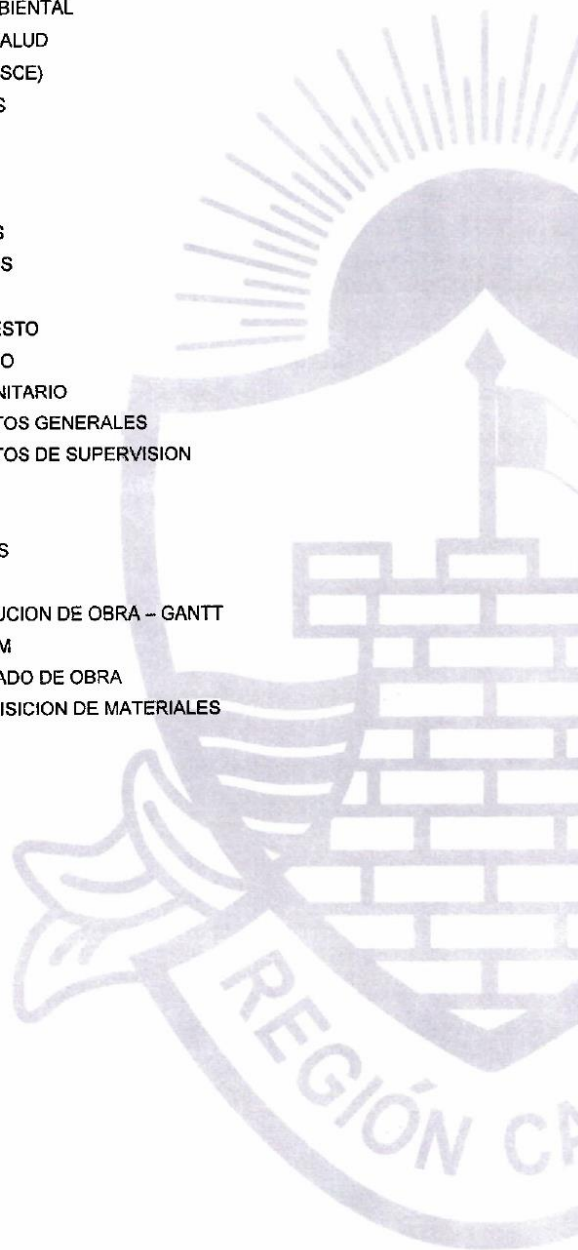 BIENTAL
ALUD
SCE)
S
S
S
ESTO
O
NITARIO
TOS GENERALES
TOS DE SUPERVISION
S
UCION DE OBRA – GANTT
M
ADO DE OBRA
ISICION DE MATERIALES
REGIÓN CA